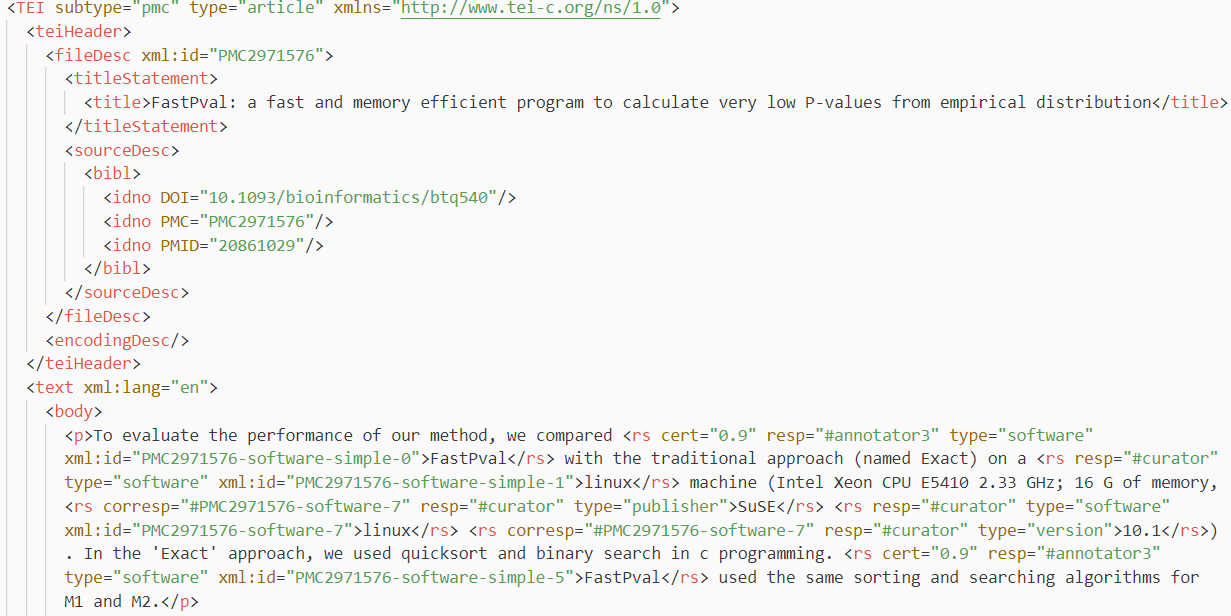 <TEI subtype="pmc" type="article" xmlns="http://www.tei-c.org/ns/1.0">
<teiHeader>
<fileDesc xml:id="PMC2971576">
<titleStatement>
<title>FastPval: a fast and memory efficient program to calculate very low P-values from empirical distribution</title>
</titleStatement>
<sourceDesc>
<bibl>
<idno DOI="10.1093/bioinformatics/btq540"/>
<idno PMC="PMC2971576"/>
<idno PMID="20861029"/>
</bibl>
</sourceDesc>
</fileDesc>
<encodingDesc/>
</teiHeader>
<text xml:lang="en">
<body>
<p>To evaluate the performance of our method, we compared <rs cert="0.9" resp="#annotator3" type="software"
xml:id="PMC2971576-software-simple-0">FastPval</rs> with the traditional approach (named Exact) on a <rs resp="#curator"
type="software" xml:id="PMC2971576-software-simple-1">linux</rs> machine (Intel Xeon CPU E5410 2.33 GHz; 16 G of memory,
<rs corresp="#PMC2971576-software-7" resp="#curator" type="publisher">SuSE</rs> <rs resp="#curator" type="software"
xml:id="PMC2971576-software-7">linux</rs> <rs corresp="#PMC2971576-software-7" resp="#curator" type="version">10.1</rs>)
. In the 'Exact' approach, we used quicksort and binary search in c programming. <rs cert="0.9" resp="#annotator3"
type="software" xml:id="PMC2971576-software-simple-5">FastPval</rs> used the same sorting and searching algorithms for
M1 and M2.</p>